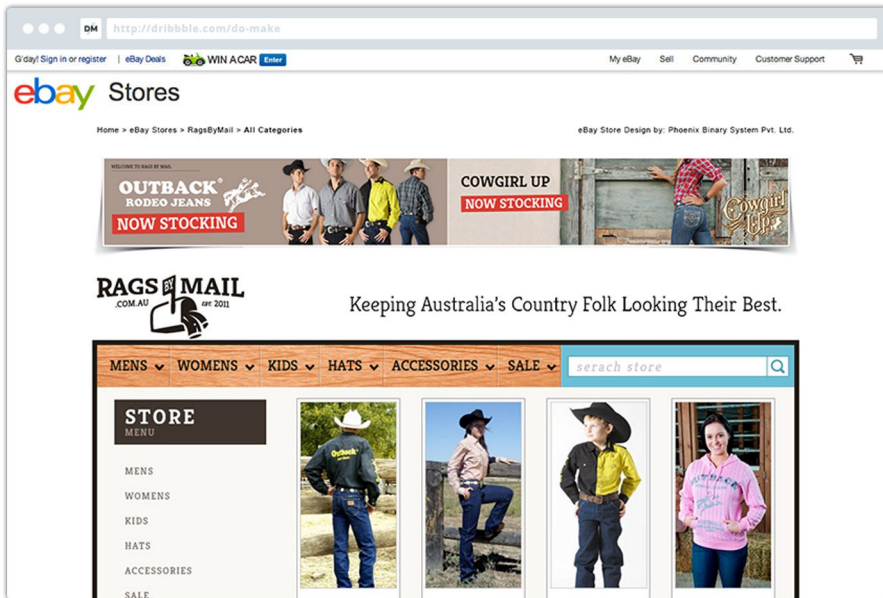 DM http://dribbble.com/do-make
G'day! Sign in or register | eBay Deals WIN A CAR Enter My eBay Sell Community Customer Support
ebay Stores
Home > eBay Stores > RagsByMail > All Categories eBay Store Design by: Phoenix Binary System Pvt. Ltd.
WELCOME TO RAGS BY MAIL
OUTBACK®
RODEO JEANS
NOW STOCKING
COWGIRL UP
NOW STOCKING
Cowgirl
Up
RAGS BY MAIL
.COM.AU EST. 2011
Keeping Australia's Country Folk Looking Their Best.
MENS WOMENS KIDS HATS ACCESSORIES SALE serach store
STORE
MENU
MENS
WOMENS
KIDS
HATS
ACCESSORIES
SALE
OutBack
OUTBACK